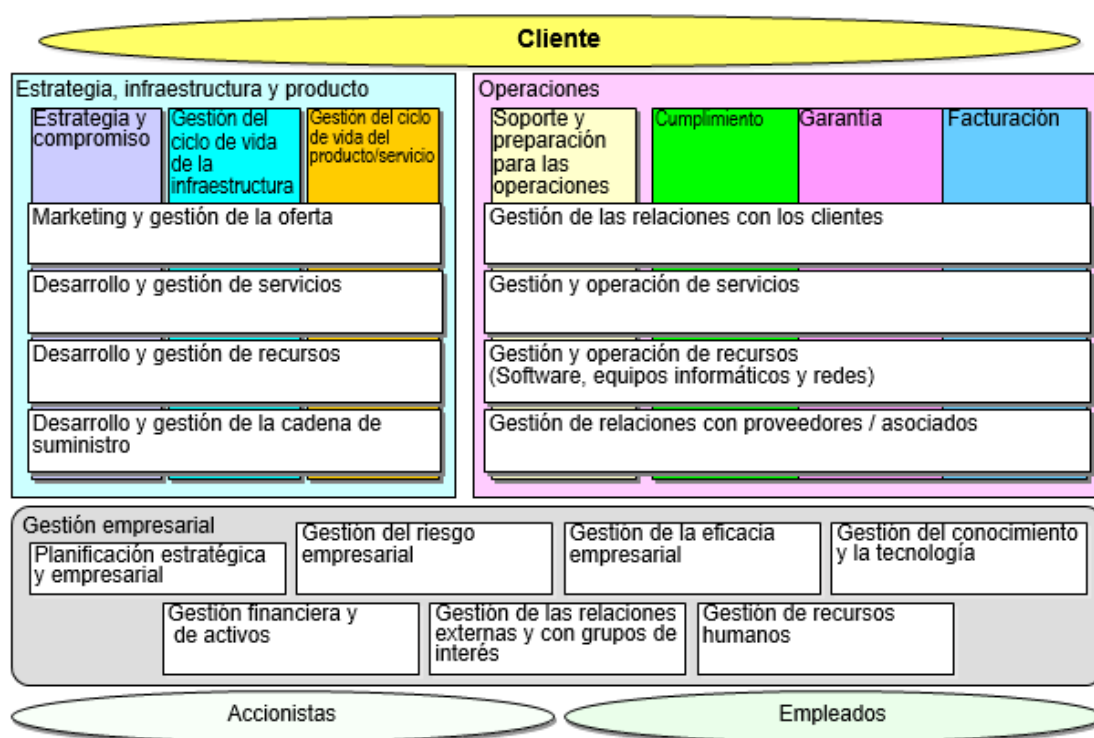 Cliente
Estrategia, infraestructura y producto
Estrategia y
compromiso
Gestión del
ciclo de vida
de la
infraestructura
Gestión del ciclo
de vida del
producto/servicio
Marketing y gestión de la oferta
Desarrollo y gestión de servicios
Desarrollo y gestión de recursos
Desarrollo y gestión de la cadena de
suministro
Operaciones
Soporte y
preparación
para las
operaciones
Cumplimiento
Garantía
Facturación
Gestión de las relaciones con los clientes
Gestión y operación de servicios
Gestión y operación de recursos
(Software, equipos informáticos y redes)
Gestión de relaciones con proveedores / asociados
Gestión empresarial
Planificación estratégica
y empresarial
Gestión del riesgo
empresarial
Gestión de la eficacia
empresarial
Gestión del conocimiento
y la tecnología
Gestión financiera y
de activos
Gestión de las relaciones
externas y con grupos de
interés
Gestión de recursos
humanos
Accionistas
Empleados